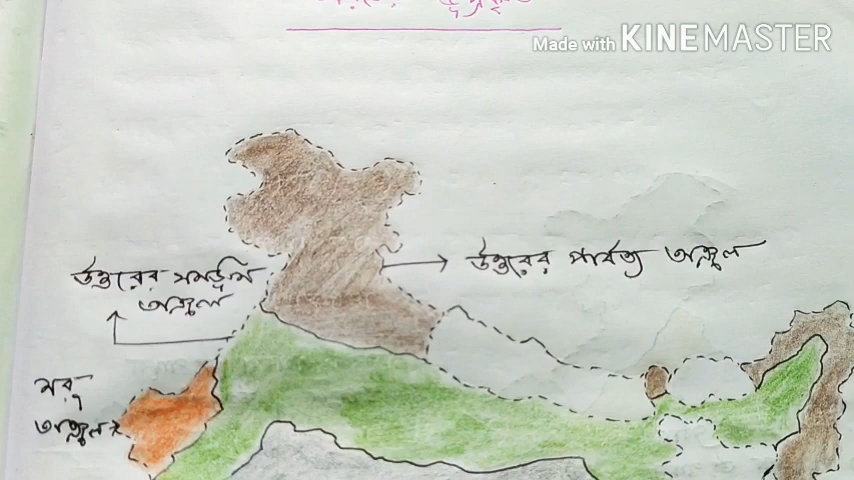 Made with KINEMASTER
উত্তরের পার্বত্য অঞ্চল
উত্তরের সমভূমি
অঞ্চল
মরু
অঞ্চল